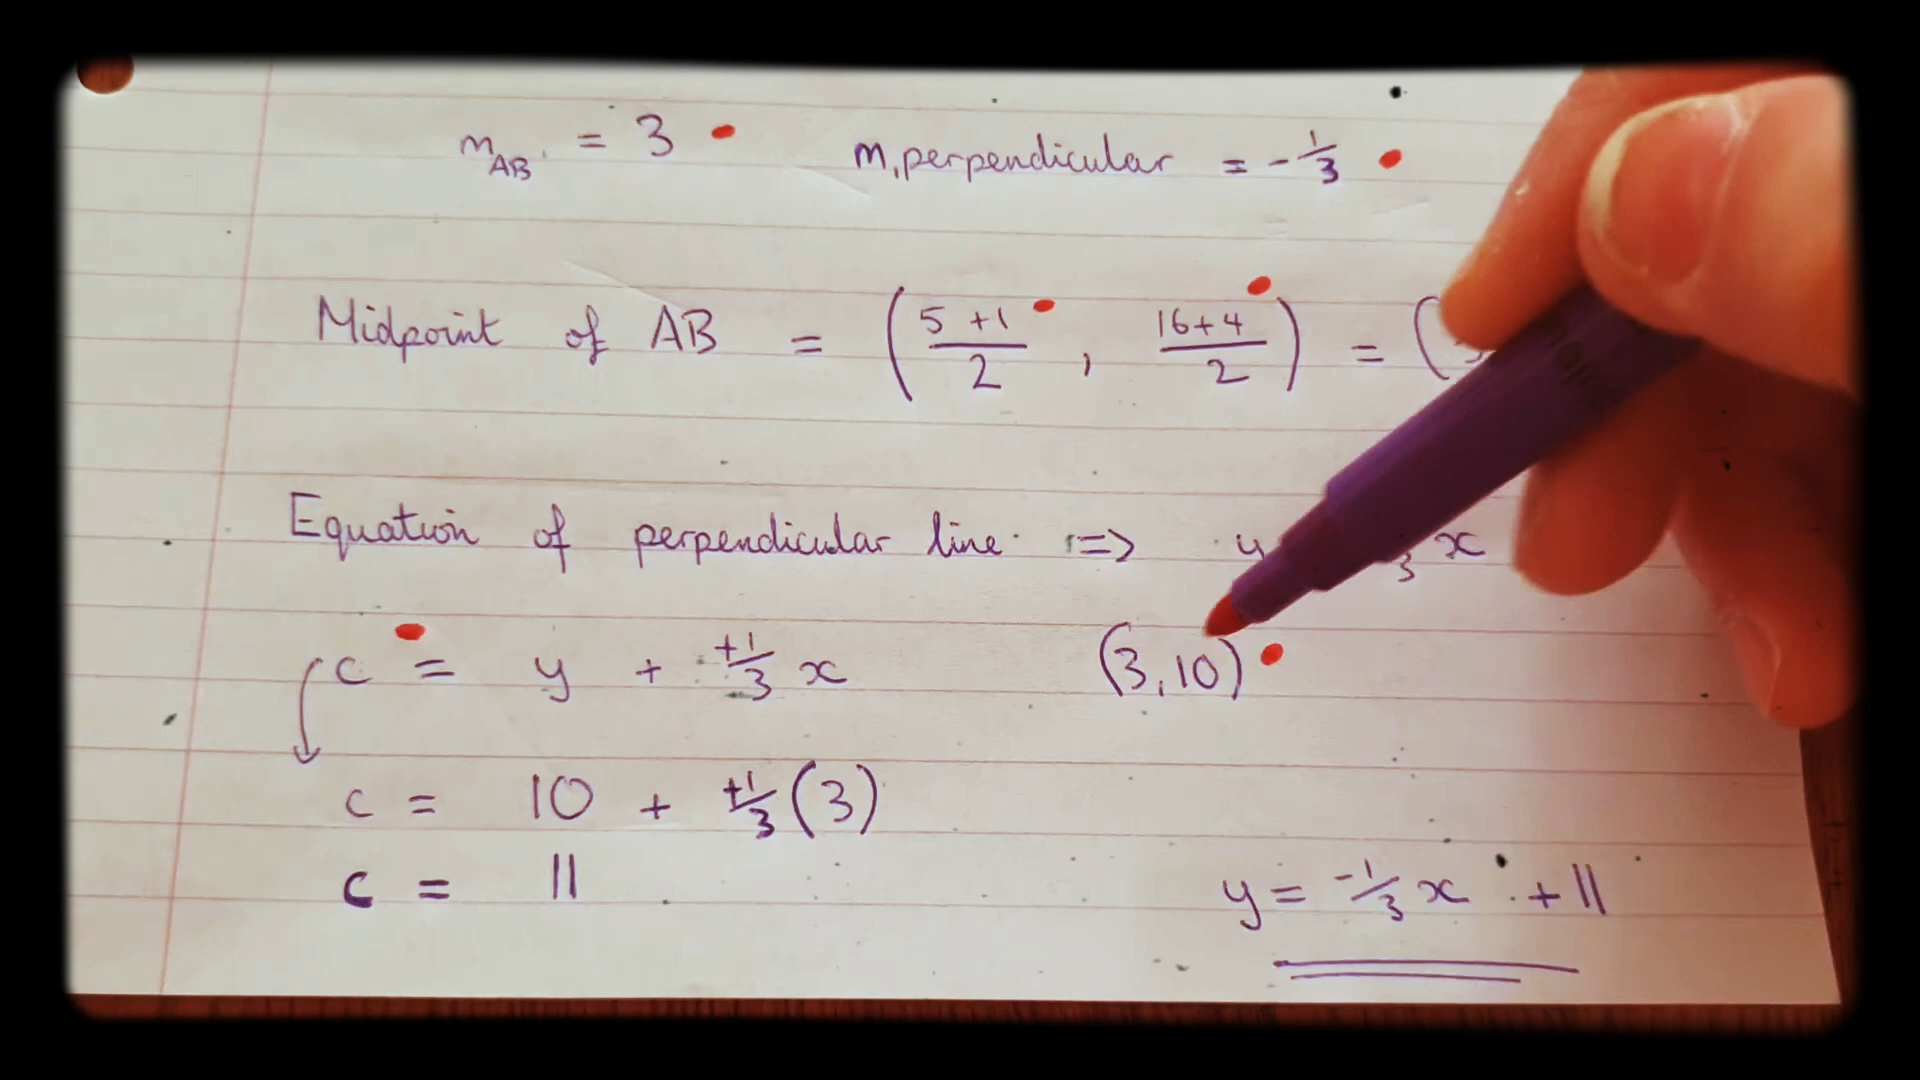 m_AB = 3 m, perpendicular = -1/3
Midpoint of AB = (5+1/2, 16+4/2) = (
Equation of perpendicular line => y 3 x
c = y + +1/3 x (3,10)
c = 10 + +1/3 (3)
c = 11
y = -1/3 x + 11